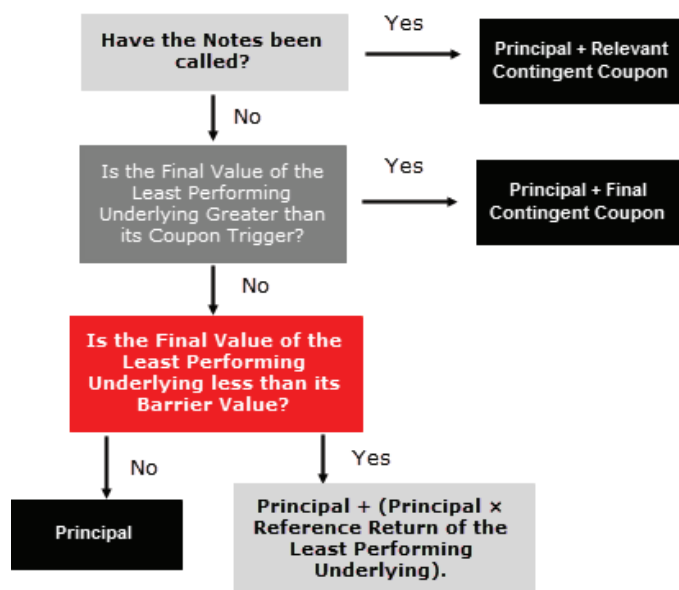 Have the Notes been
called?
Yes
Principal + Relevant
Contingent Coupon
No
Is the Final Value of the
Least Performing
Underlying Greater than
its Coupon Trigger?
Yes
Principal + Final
Contingent Coupon
No
Is the Final Value of the
Least Performing
Underlying less than its
Barrier Value?
No
Yes
Principal
Principal + (Principal ×
Reference Return of the
Least Performing
Underlying).